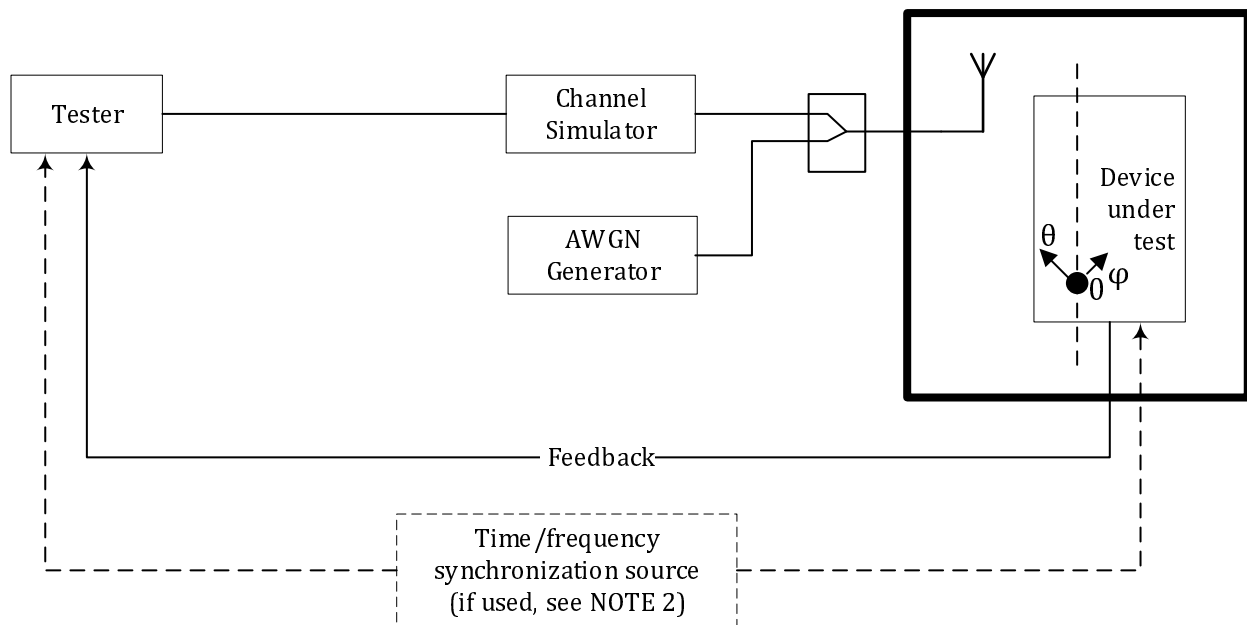 Tester
Channel
Simulator
AWGN
Generator
Device
under
test
θ
φ
0
Feedback
Time/frequency
synchronization source
(if used, see NOTE 2)